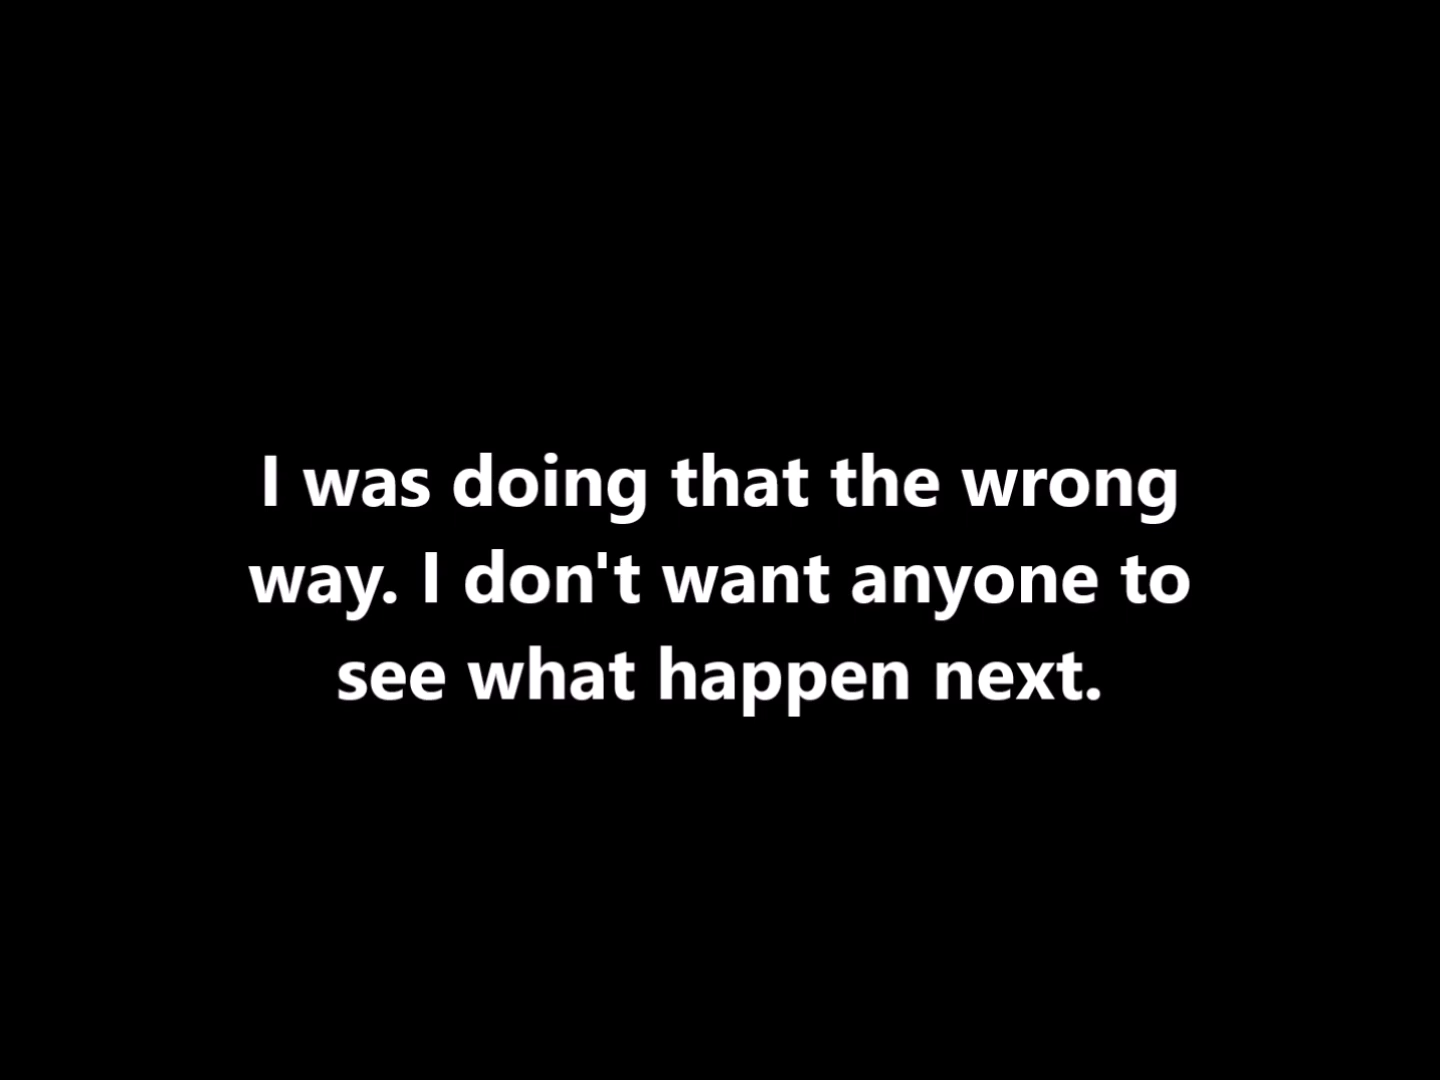 I was doing that the wrong
way. I don't want anyone to
see what happen next.